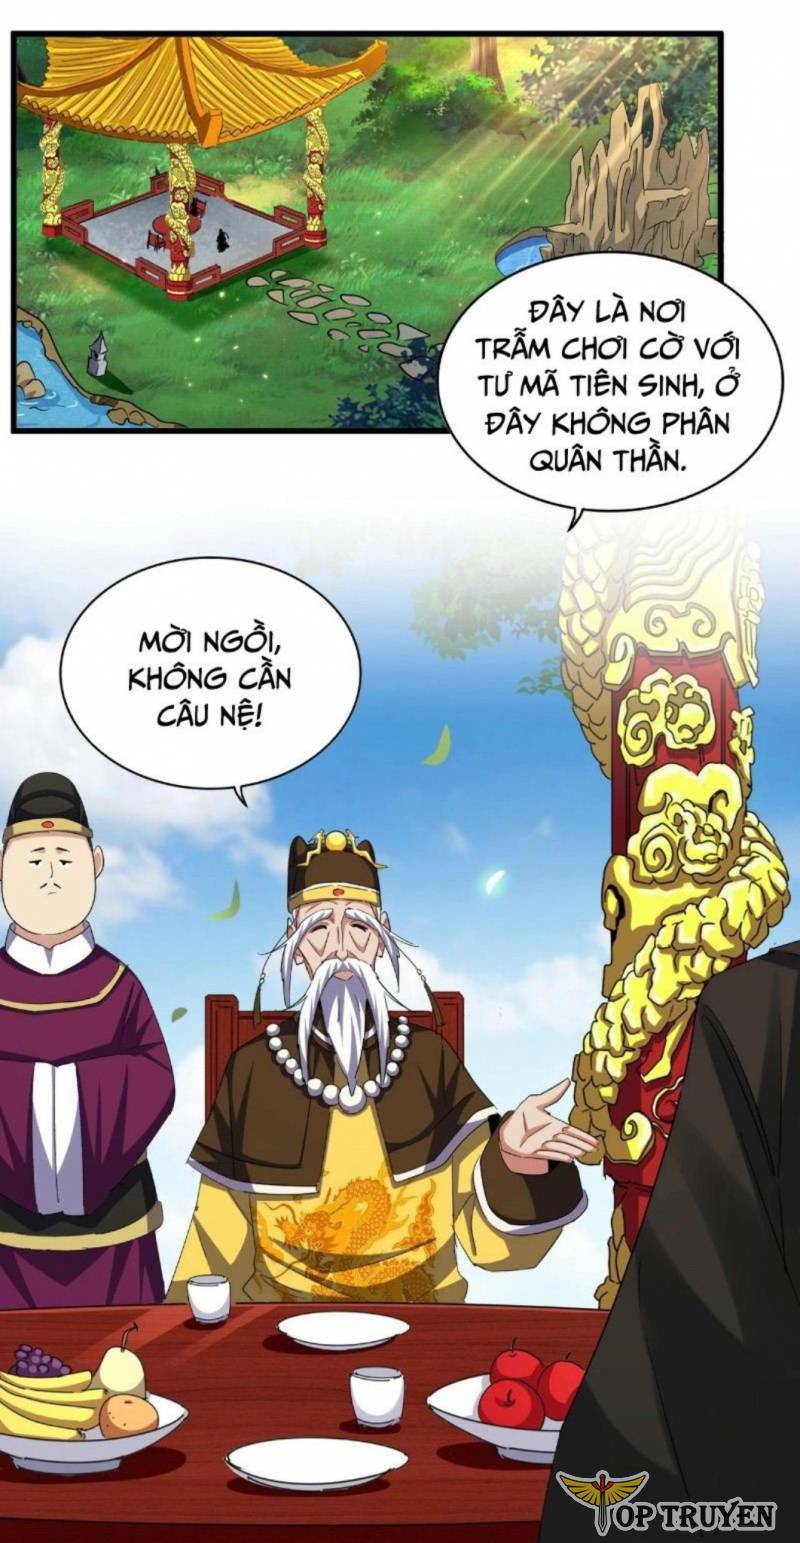 ĐÂY LÀ NƠI
TRẪM CHƠI CỜ VỚI
TƯ MÃ TIÊN SINH, Ở
ĐÂY KHÔNG PHÂN
QUÂN THẦN.
MỜI NGỒI,
KHÔNG CẦN
CÂU NỆ!
TOP TRUYEN